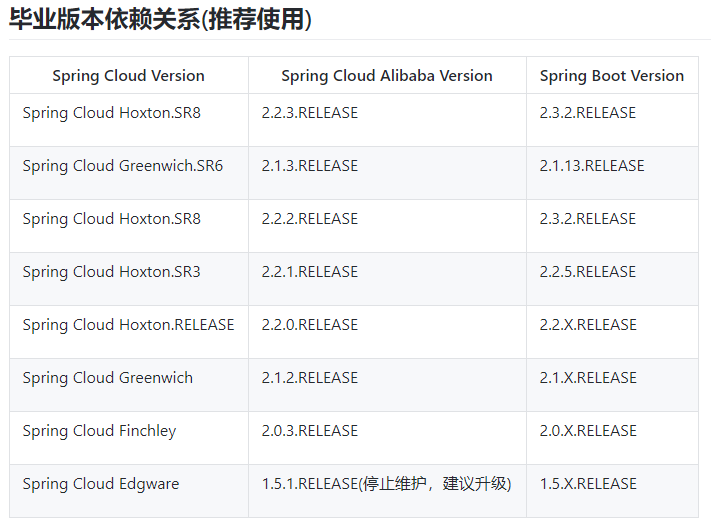 毕业版本依赖关系(推荐使用)
Spring Cloud Version Spring Cloud Alibaba Version Spring Boot Version
Spring Cloud Hoxton.SR8 2.2.3.RELEASE 2.3.2.RELEASE
Spring Cloud Greenwich.SR6 2.1.3.RELEASE 2.1.13.RELEASE
Spring Cloud Hoxton.SR8 2.2.2.RELEASE 2.3.2.RELEASE
Spring Cloud Hoxton.SR3 2.2.1.RELEASE 2.2.5.RELEASE
Spring Cloud Hoxton.RELEASE 2.2.0.RELEASE 2.2.X.RELEASE
Spring Cloud Greenwich 2.1.2.RELEASE 2.1.X.RELEASE
Spring Cloud Finchley 2.0.3.RELEASE 2.0.X.RELEASE
Spring Cloud Edgware 1.5.1.RELEASE(停止维护，建议升级) 1.5.X.RELEASE